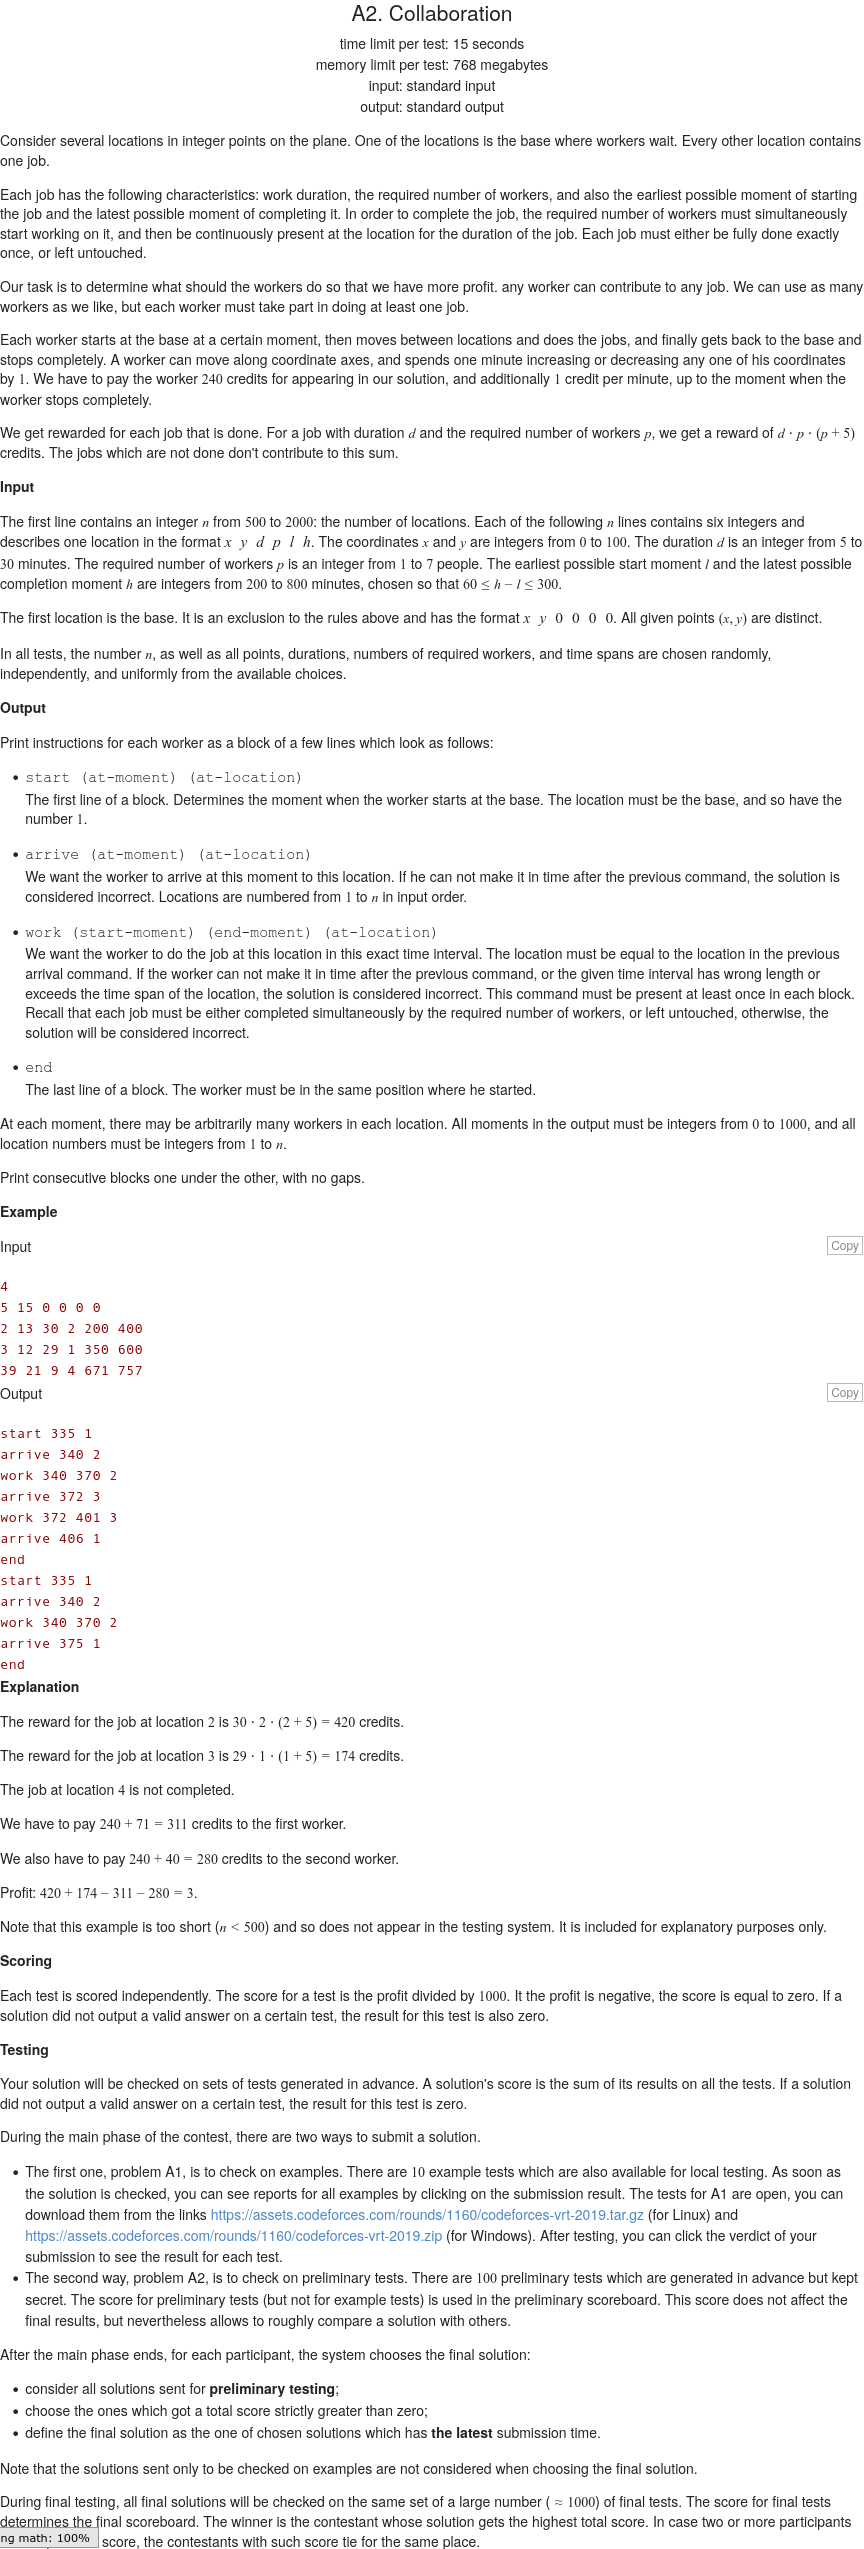 A2. Collaboration
time limit per test: 15 seconds
memory limit per test: 768 megabytes
input: standard input
output: standard output
Consider several locations in integer points on the plane. One of the locations is the base where workers wait. Every other location contains
one job.
Each job has the following characteristics: work duration, the required number of workers, and also the earliest possible moment of starting
the job and the latest possible moment of completing it. In order to complete the job, the required number of workers must simultaneously
start working on it, and then be continuously present at the location for the duration of the job. Each job must either be fully done exactly
once, or left untouched.
Our task is to determine what should the workers do so that we have more profit. any worker can contribute to any job. We can use as many
workers as we like, but each worker must take part in doing at least one job.
Each worker starts at the base at a certain moment, then moves between locations and does the jobs, and finally gets back to the base and
stops completely. A worker can move along coordinate axes, and spends one minute increasing or decreasing any one of his coordinates
by 1. We have to pay the worker 240 credits for appearing in our solution, and additionally 1 credit per minute, up to the moment when the
worker stops completely.
We get rewarded for each job that is done. For a job with duration d and the required number of workers p, we get a reward of d · p · (p + 5)
credits. The jobs which are not done don't contribute to this sum.
Input
The first line contains an integer n from 500 to 2000: the number of locations. Each of the following n lines contains six integers and
describes one location in the format x y d p l h. The coordinates x and y are integers from 0 to 100. The duration d is an integer from 5 to
30 minutes. The required number of workers p is an integer from 1 to 7 people. The earliest possible start moment l and the latest possible
completion moment h are integers from 200 to 800 minutes, chosen so that 60 ≤ h − l ≤ 300.
The first location is the base. It is an exclusion to the rules above and has the format x y 0 0 0 0. All given points (x, y) are distinct.
In all tests, the number n, as well as all points, durations, numbers of required workers, and time spans are chosen randomly,
independently, and uniformly from the available choices.
Output
Print instructions for each worker as a block of a few lines which look as follows:
• start (at-moment) (at-location)
The first line of a block. Determines the moment when the worker starts at the base. The location must be the base, and so have the
number 1.
• arrive (at-moment) (at-location)
We want the worker to arrive at this moment to this location. If he can not make it in time after the previous command, the solution is
considered incorrect. Locations are numbered from 1 to n in input order.
• work (start-moment) (end-moment) (at-location)
We want the worker to do the job at this location in this exact time interval. The location must be equal to the location in the previous
arrival command. If the worker can not make it in time after the previous command, or the given time interval has wrong length or
exceeds the time span of the location, the solution is considered incorrect. This command must be present at least once in each block.
Recall that each job must be either completed simultaneously by the required number of workers, or left untouched, otherwise, the
solution will be considered incorrect.
• end
The last line of a block. The worker must be in the same position where he started.
At each moment, there may be arbitrarily many workers in each location. All moments in the output must be integers from 0 to 1000, and all
location numbers must be integers from 1 to n.
Print consecutive blocks one under the other, with no gaps.
Example
Input
Copy
4
5 15 0 0 0 0
2 13 30 2 200 400
3 12 29 1 350 600
39 21 9 4 671 757
Output
Copy
start 335 1
arrive 340 2
work 340 370 2
arrive 372 3
work 372 401 3
arrive 406 1
end
start 335 1
arrive 340 2
work 340 370 2
arrive 375 1
end
Explanation
The reward for the job at location 2 is 30 · 2 · (2 + 5) = 420 credits.
The reward for the job at location 3 is 29 · 1 · (1 + 5) = 174 credits.
The job at location 4 is not completed.
We have to pay 240 + 71 = 311 credits to the first worker.
We also have to pay 240 + 40 = 280 credits to the second worker.
Profit: 420 + 174 − 311 − 280 = 3.
Note that this example is too short (n < 500) and so does not appear in the testing system. It is included for explanatory purposes only.
Scoring
Each test is scored independently. The score for a test is the profit divided by 1000. It the profit is negative, the score is equal to zero. If a
solution did not output a valid answer on a certain test, the result for this test is also zero.
Testing
Your solution will be checked on sets of tests generated in advance. A solution's score is the sum of its results on all the tests. If a solution
did not output a valid answer on a certain test, the result for this test is zero.
During the main phase of the contest, there are two ways to submit a solution.
• The first one, problem A1, is to check on examples. There are 10 example tests which are also available for local testing. As soon as
the solution is checked, you can see reports for all examples by clicking on the submission result. The tests for A1 are open, you can
download them from the links https://assets.codeforces.com/rounds/1160/codeforces-vrt-2019.tar.gz (for Linux) and
https://assets.codeforces.com/rounds/1160/codeforces-vrt-2019.zip (for Windows). After testing, you can click the verdict of your
submission to see the result for each test.
• The second way, problem A2, is to check on preliminary tests. There are 100 preliminary tests which are generated in advance but kept
secret. The score for preliminary tests (but not for example tests) is used in the preliminary scoreboard. This score does not affect the
final results, but nevertheless allows to roughly compare a solution with others.
After the main phase ends, for each participant, the system chooses the final solution:
• consider all solutions sent for preliminary testing;
• choose the ones which got a total score strictly greater than zero;
• define the final solution as the one of chosen solutions which has the latest submission time.
Note that the solutions sent only to be checked on examples are not considered when choosing the final solution.
During final testing, all final solutions will be checked on the same set of a large number ( ≈ 1000) of final tests. The score for final tests
determines the final scoreboard. The winner is the contestant whose solution gets the highest total score. In case two or more participants
ng math: 100% score, the contestants with such score tie for the same place.